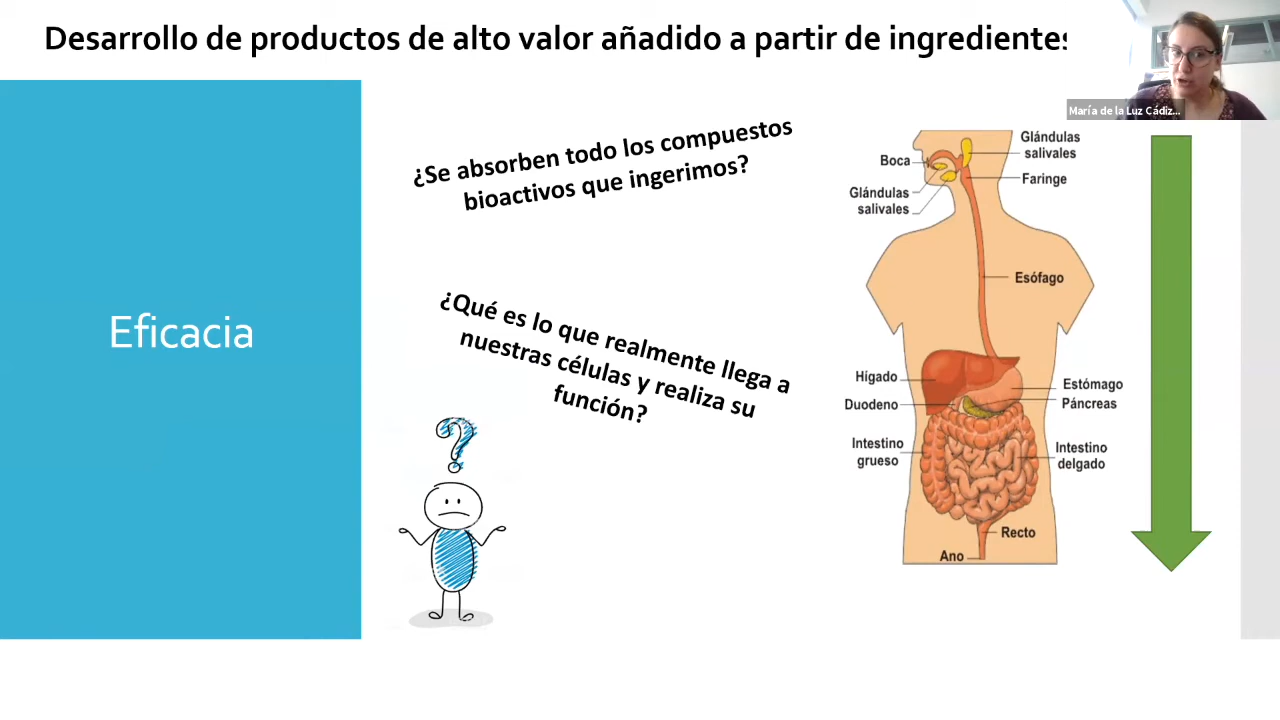 Desarrollo de productos de alto valor añadido a partir de ingredientes
María de la Luz Cádiz...
Eficacia
¿Se absorben todo los compuestos
bioactivos que ingerimos?
¿Qué es lo que realmente llega a
nuestras células y realiza su
función?
?
Glándulas
salivales
Boca
Faringe
Glándulas
salivales
Esófago
Hígado
Estómago
Duodeno
Páncreas
Intestino
grueso
Intestino
delgado
Recto
Ano